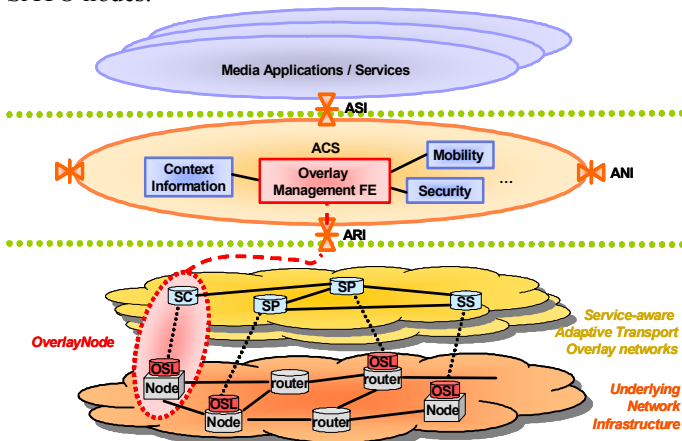 SATO nodes.
Media Applications / Services
ASI
ACS
Context
Information
Overlay
Management FE
Mobility
Security
...
ANI
ARI
SC
SP
SP
SS
OverlayNode
Service-aware
Adaptive Transport
Overlay networks
OSL
Node
OSL
Node
router
router
OSL
router
OSL
Node
Underlying
Network
Infrastructure